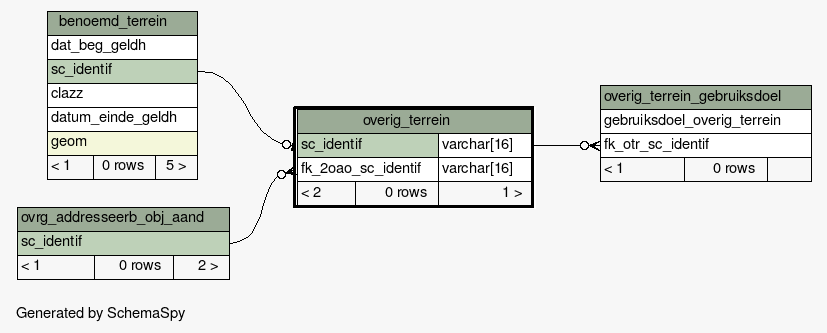 benoemd_terrein
dat_beg_geldh
sc_identif
clazz
datum_einde_geldh
geom
< 1 0 rows 5 >
ovrg_addresseerb_obj_aand
sc_identif
< 1 0 rows 2 >
overig_terrein
sc_identif varchar[16]
fk_2oao_sc_identif varchar[16]
< 2 0 rows 1 >
overig_terrein_gebruiksdoel
gebruiksdoel_overig_terrein
fk_otr_sc_identif
< 1 0 rows
Generated by SchemaSpy